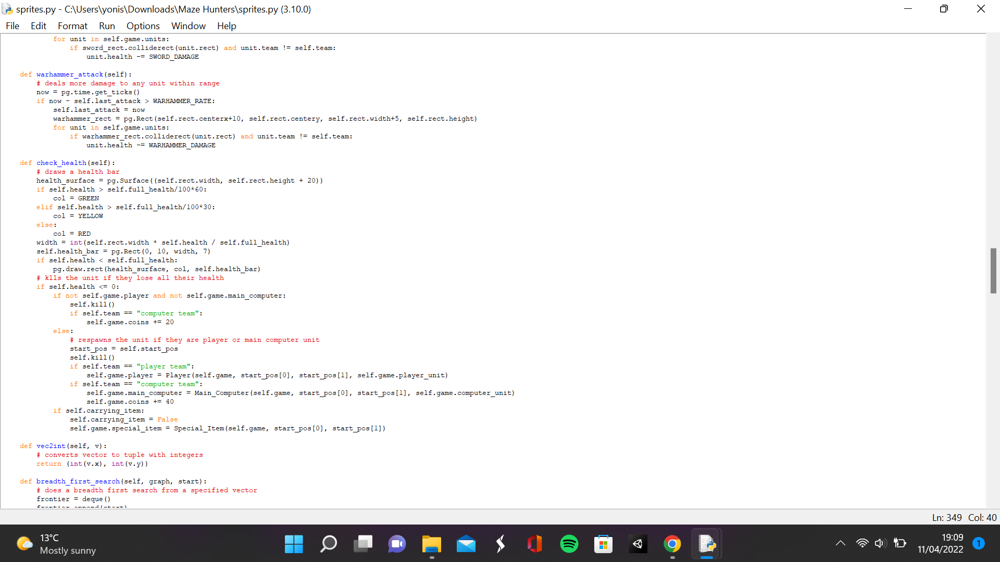 sprites.py - C:\Users\yonis\Downloads\Maze Hunters\sprites.py (3.10.0)
File Edit Format Run Options Window Help
for unit in self.game.units:
if sword_rect.colliderect(unit.rect) and unit.team != self.team:
unit.health -= SWORD_DAMAGE
def warhammer_attack(self):
# deals more damage to any unit within range
now = pg.time.get_ticks()
if now - self.last_attack > WARHAMMER_RATE:
self.last_attack = now
warhammer_rect = pg.Rect(self.rect.centerx+10, self.rect.centery, self.rect.width+5, self.rect.height)
for unit in self.game.units:
if warhammer_rect.colliderect(unit.rect) and unit.team != self.team:
unit.health -= WARHAMMER_DAMAGE
def check_health(self):
# draws a health bar
health_surface = pg.Surface((self.rect.width, self.rect.height + 20))
if self.health > self.full_health/100*60:
col = GREEN
elif self.health > self.full_health/100*30:
col = YELLOW
else:
col = RED
width = int(self.rect.width * self.health / self.full_health)
self.health_bar = pg.Rect(0, 10, width, 7)
if self.health < self.full_health:
pg.draw.rect(health_surface, col, self.health_bar)
# klls the unit if they lose all their health
if self.health <= 0:
if not self.game.player and not self.game.main_computer:
self.kill()
if self.team == "computer team":
self.game.coins += 20
else:
# respawns the unit if they are player or main computer unit
start_pos = self.start_pos
self.kill()
if self.team == "player team":
self.game.player = Player(self.game, start_pos[0], start_pos[1], self.game.player_unit)
if self.team == "computer team":
self.game.main_computer = Main_Computer(self.game, start_pos[0], start_pos[1], self.game.computer_unit)
self.game.coins += 40
if self.carrying_item:
self.carrying_item = False
self.game.special_item = Special_Item(self.game, start_pos[0], start_pos[1])
def vec2int(self, v):
# converts vector to tuple with integers
return (int(v.x), int(v.y))
def breadth_first_search(self, graph, start):
# does a breadth first search from a specified vector
frontier = deque()
frontier.append(start)
Ln: 349 Col: 40
13°C
Mostly sunny
19:09
11/04/2022
1